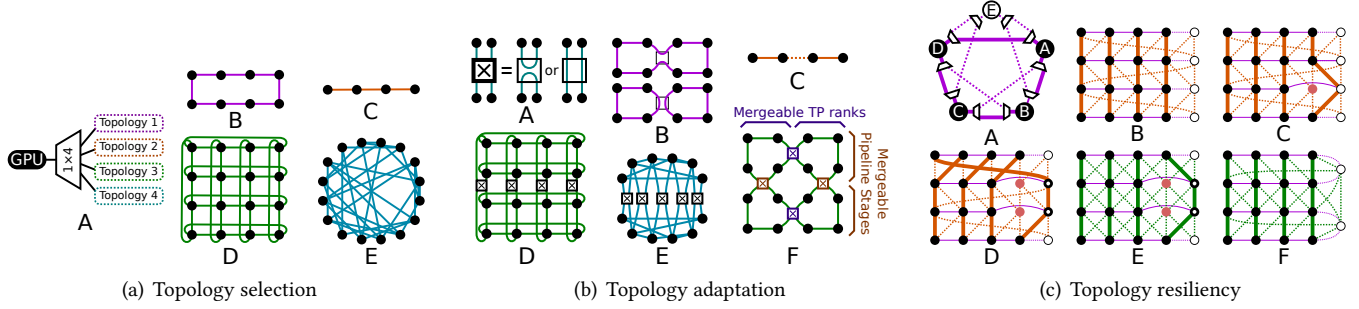 GPU
1×4
Topology 1
Topology 2
Topology 3
Topology 4
A
B
C
D
E
(a) Topology selection
=
or
A
B
C
D
E
Mergeable TP ranks
Mergeable
Pipeline Stages
F
(b) Topology adaptation
E
D
A
C
B
A
B
C
D
E
F
(c) Topology resiliency